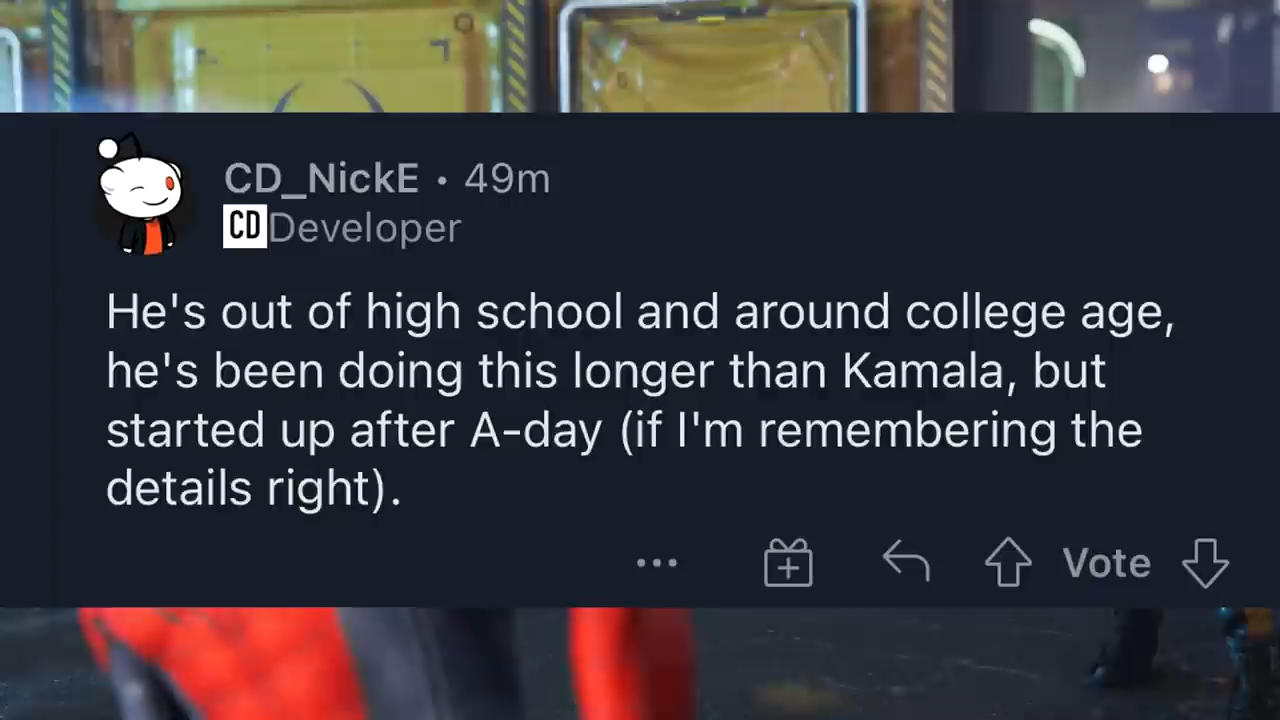 CD_NickE • 49m
CD Developer
He's out of high school and around college age,
he's been doing this longer than Kamala, but
started up after A-day (if I'm remembering the
details right).
Vote